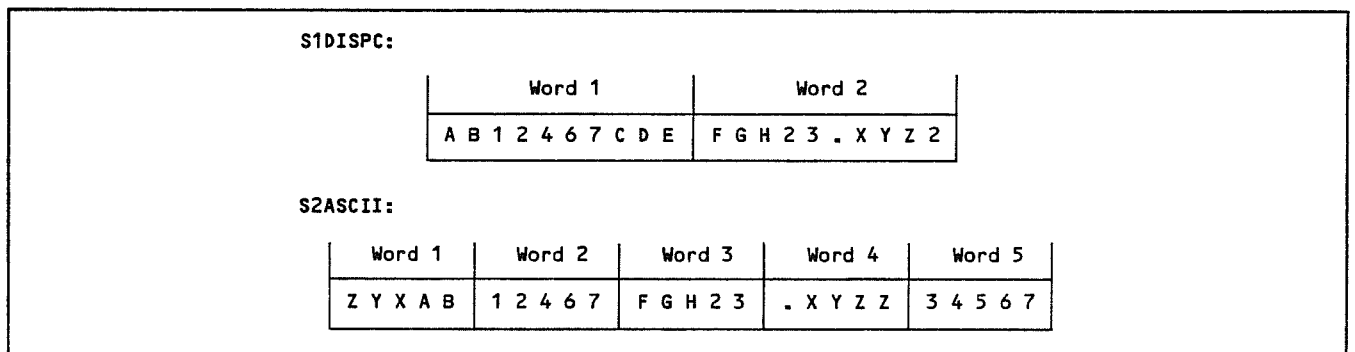 S1DISPC:
Word 1 Word 2
A B 1 2 4 6 7 C D E F G H 2 3 . X Y Z 2
S2ASCII:
Word 1 Word 2 Word 3 Word 4 Word 5
Z Y X A B 1 2 4 6 7 F G H 2 3 . X Y Z Z 3 4 5 6 7